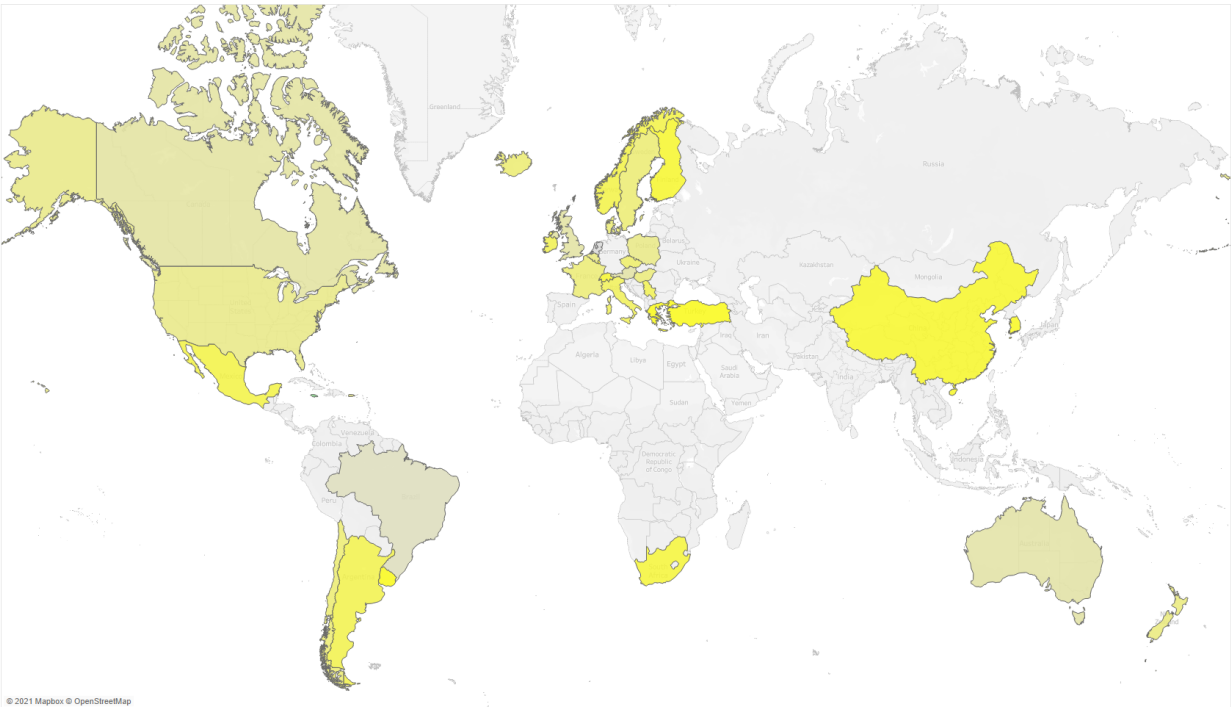 Greenland
Russia
Belarus
Ukraine
Kazakhstan
Mongolia
Spain
Japan
Algeria
Libya
Egypt
Iraq
Iran
Pakistan
Saudi
Arabia
India
Sudan
Yemen
Venezuela
Colombia
Democratic
Republic
of Congo
Indonesia
Peru
© 2021 Mapbox © OpenStreetMap